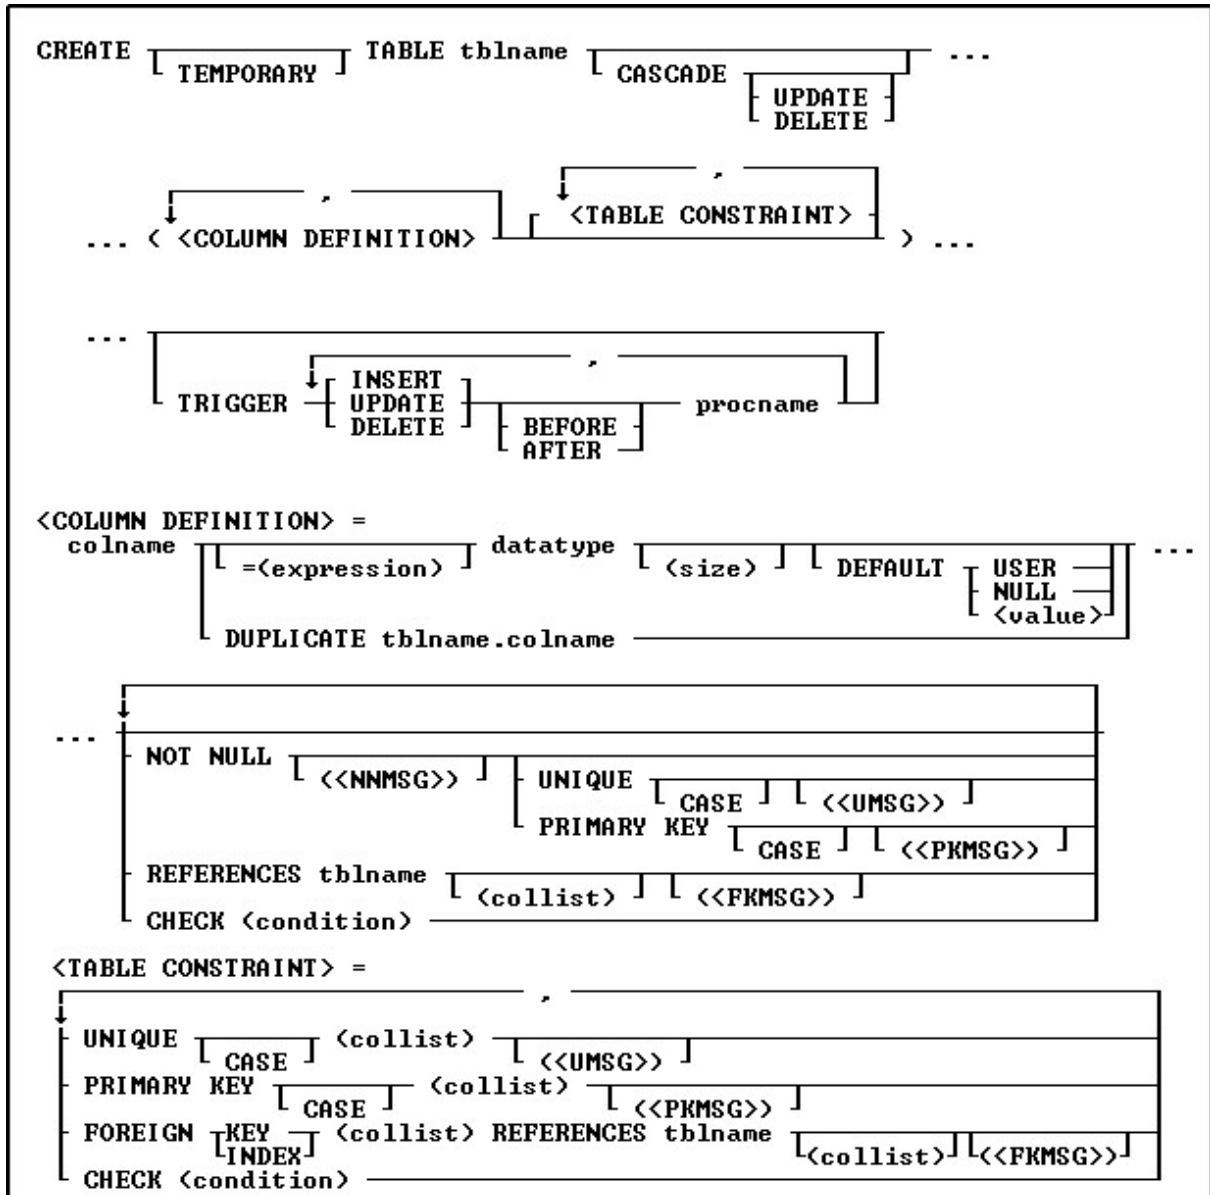 CREATE TABLE tblname ...
TEMPORARY CASCADE
UPDATE
DELETE
,
, <TABLE CONSTRAINT>
... ( <COLUMN DEFINITION> ) ...
...
,
INSERT
TRIGGER UPDATE procname
DELETE BEFORE
AFTER
<COLUMN DEFINITION> =
colname datatype ...
=(expression) (size) DEFAULT USER
NULL
<value>
DUPLICATE tblname.colname
...
NOT NULL
(<NNMSG>) UNIQUE
CASE (<UMSG>)
PRIMARY KEY
CASE (<PKMSG>)
REFERENCES tblname
(collist) (<FKMSG>)
CHECK (condition)
<TABLE CONSTRAINT> =
,
UNIQUE (collist)
CASE (<UMSG>)
PRIMARY KEY (collist)
CASE (<PKMSG>)
FOREIGN KEY (collist) REFERENCES tblname
INDEX (collist) (<FKMSG>)
CHECK (condition)